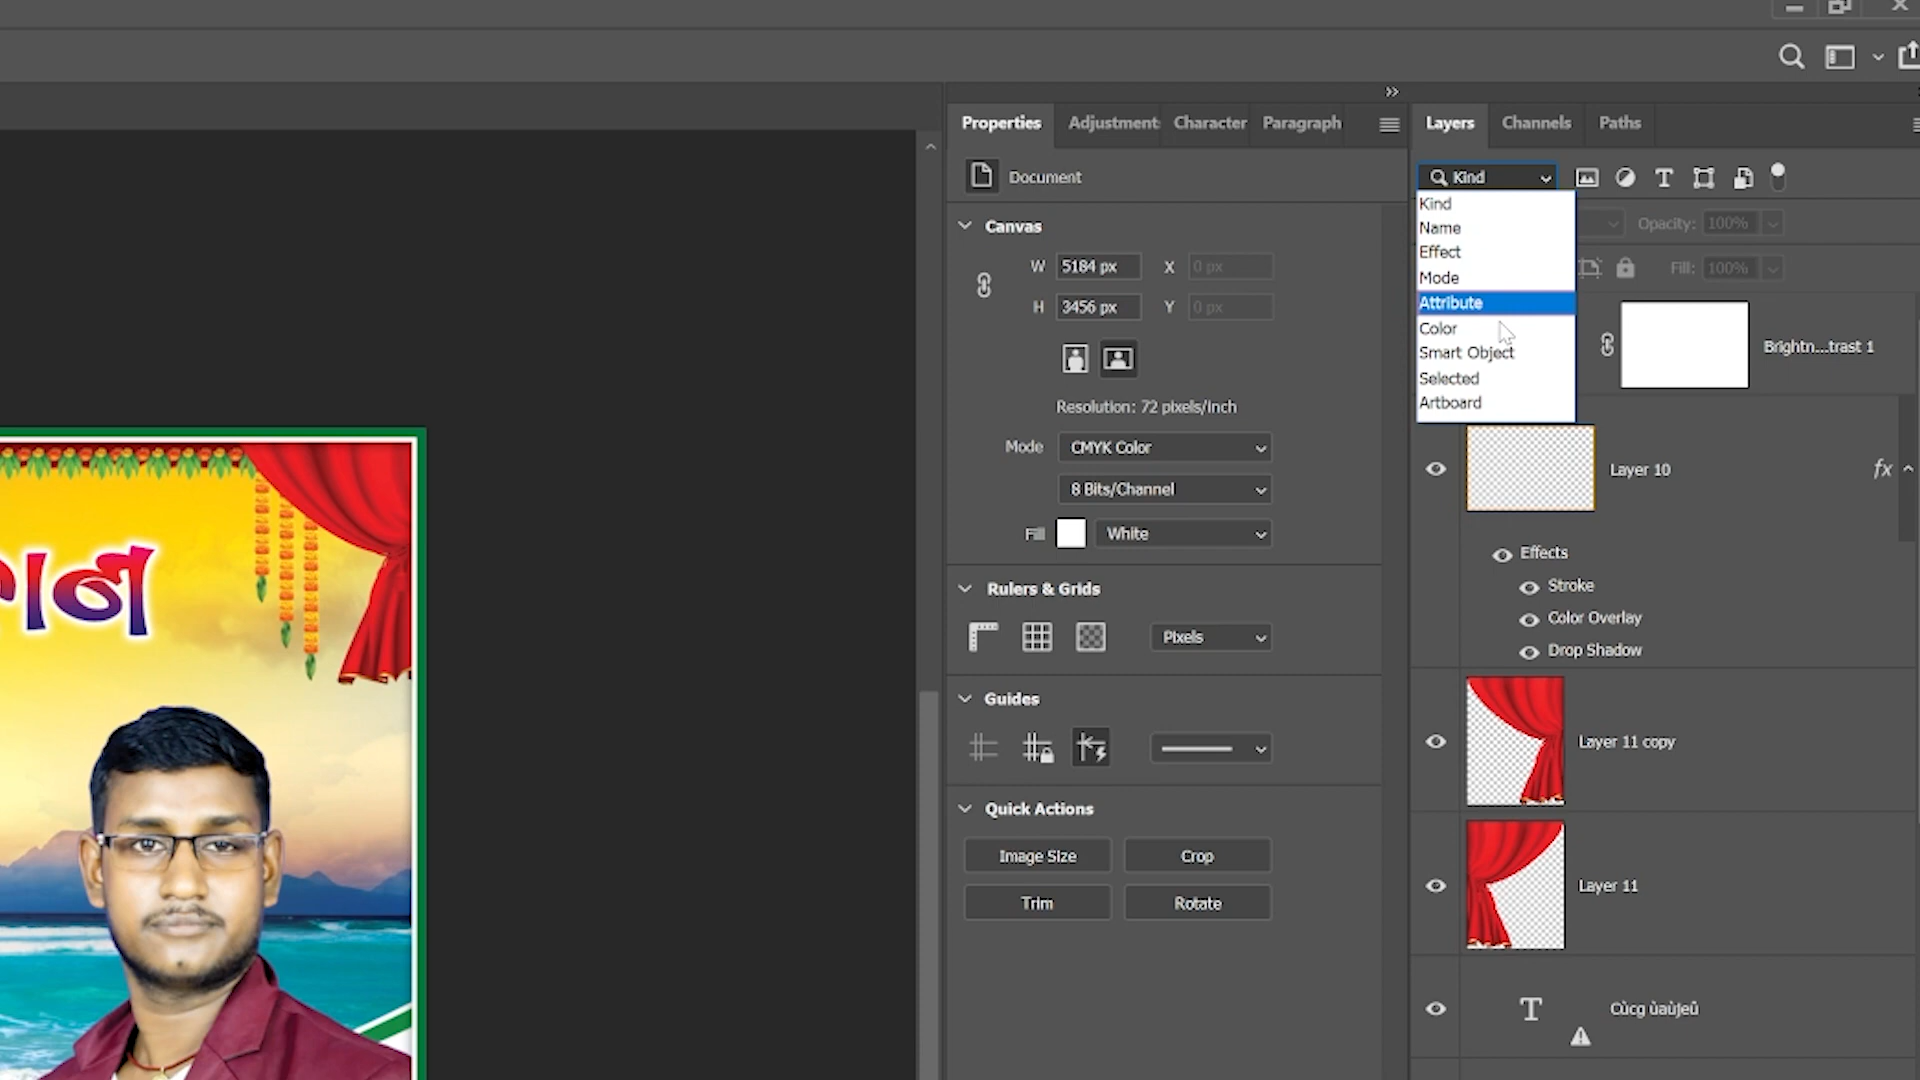 Properties
Adjustment
Character
Paragraph
Layers
Channels
Paths
Document
Kind
Kind
Name
Effect
Mode
Attribute
Color
Smart Object
Selected
Artboard
Opacity:
100%
Fill:
100%
Canvas
W
5184 px
X
0 px
H
3456 px
Y
0 px
Resolution: 72 pixels/inch
Mode
CMYK Color
8 Bits/Channel
Fill
White
Rulers & Grids
Pixels
Guides
Quick Actions
Image Size
Crop
Trim
Rotate
Brightn...trast 1
Layer 10
fx
Effects
Stroke
Color Overlay
Drop Shadow
Layer 11 copy
Layer 11
T
Cùcg ùaùjeû